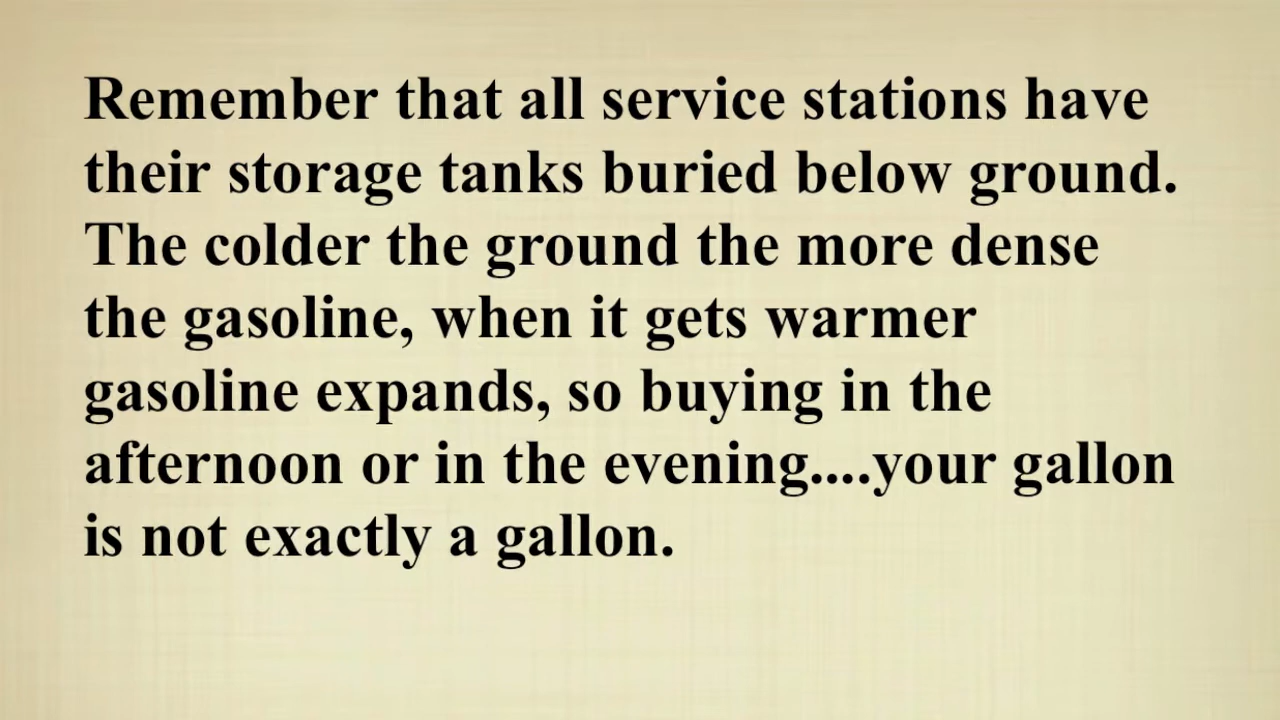 Remember that all service stations have
their storage tanks buried below ground.
The colder the ground the more dense
the gasoline, when it gets warmer
gasoline expands, so buying in the
afternoon or in the evening....your gallon
is not exactly a gallon.